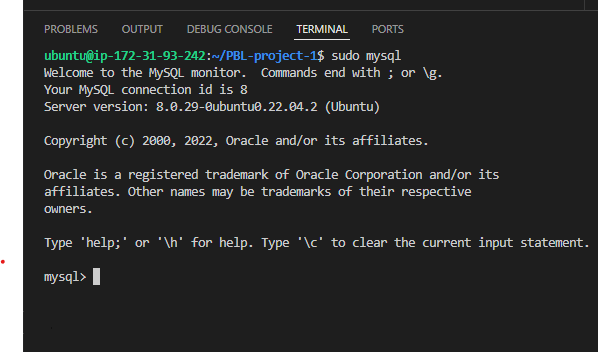 PROBLEMS OUTPUT DEBUG CONSOLE TERMINAL PORTS
ubuntu@ip-172-31-93-242:~/PBL-project-1$ sudo mysql
Welcome to the MySQL monitor.  Commands end with ; or \g.
Your MySQL connection id is 8
Server version: 8.0.29-0ubuntu0.22.04.2 (Ubuntu)
Copyright (c) 2000, 2022, Oracle and/or its affiliates.
Oracle is a registered trademark of Oracle Corporation and/or its
affiliates. Other names may be trademarks of their respective
owners.
Type 'help;' or '\h' for help. Type '\c' to clear the current input statement.
mysql>